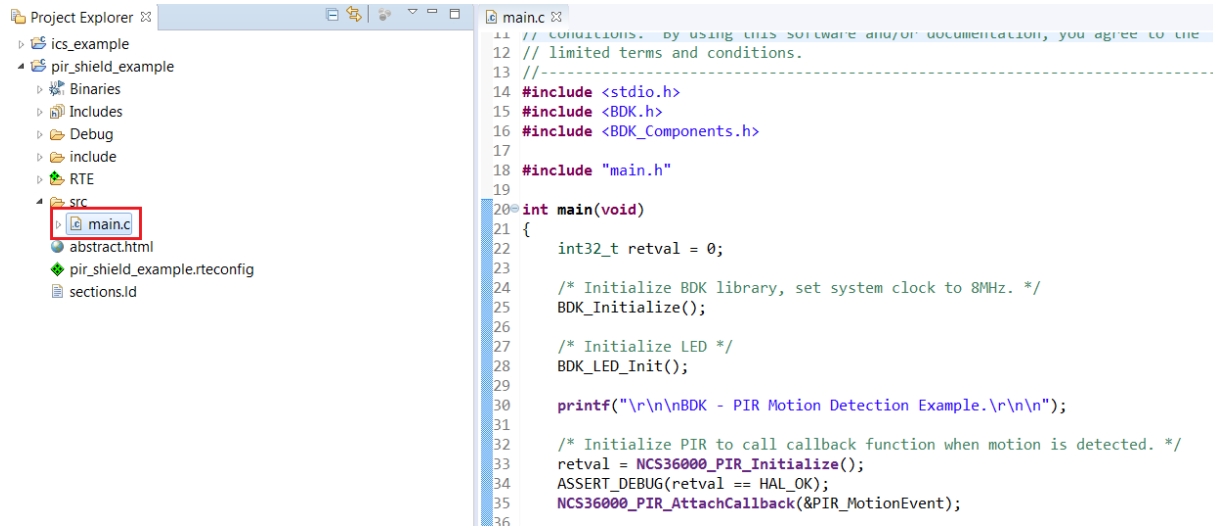 Project Explorer
ics_example
pir_shield_example
Binaries
Includes
Debug
include
RTE
src
main.c
abstract.html
pir_shield_example.rteconfig
sections.ld
main.c
11 // conditions. By using this software and/or documentation, you agree to the
12 // limited terms and conditions.
13 //-----------------------------------------------------------------------------
14 #include <stdio.h>
15 #include <BDK.h>
16 #include <BDK_Components.h>
17
18 #include "main.h"
19
20 int main(void)
21 {
22     int32_t retval = 0;
23
24     /* Initialize BDK library, set system clock to 8MHz. */
25     BDK_Initialize();
26
27     /* Initialize LED */
28     BDK_LED_Init();
29
30     printf("\r\n\nBDK - PIR Motion Detection Example.\r\n\n");
31
32     /* Initialize PIR to call callback function when motion is detected. */
33     retval = NCS36000_PIR_Initialize();
34     ASSERT_DEBUG(retval == HAL_OK);
35     NCS36000_PIR_AttachCallback(&PIR_MotionEvent);
36